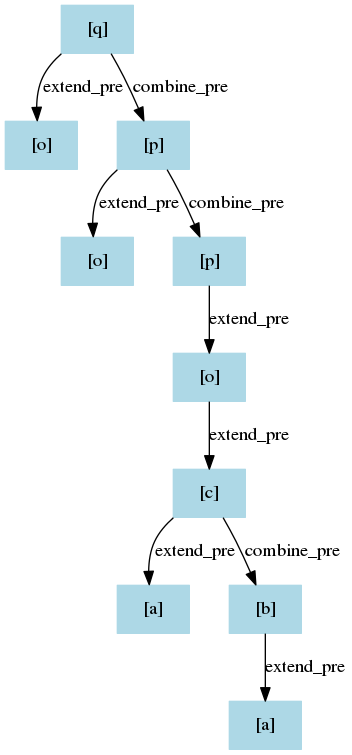 [q]
extend_pre combine_pre
[o] [p]
extend_pre combine_pre
[o] [p]
extend_pre
[o]
extend_pre
[c]
extend_pre combine_pre
[a] [b]
extend_pre
[a]